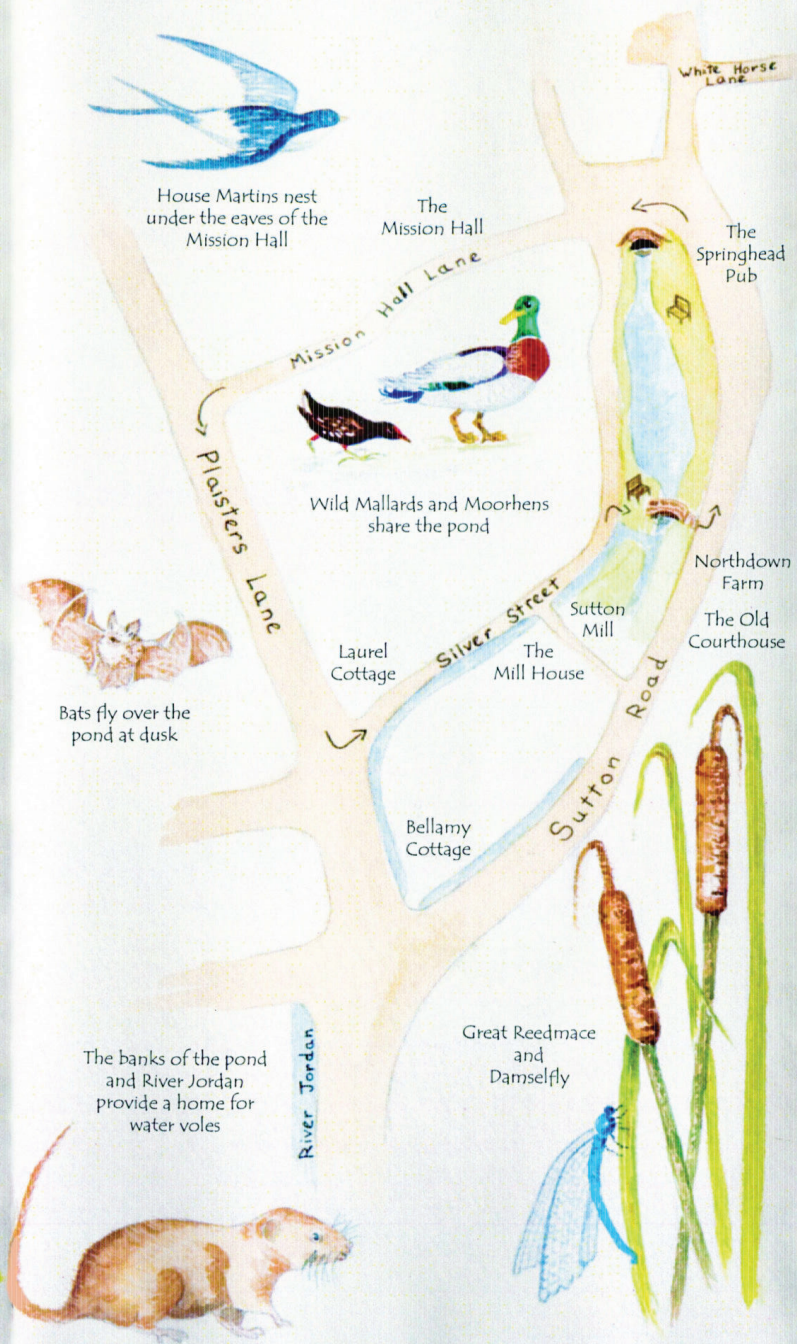 White Horse
Lane
House Martins nest
under the eaves of the
Mission Hall
The
Mission Hall
The
Springhead
Pub
Mission Hall Lane
Wild Mallards and Moorhens
share the pond
Plaisters Lane
Northdown
Farm
Sutton
Mill
The Old
Courthouse
Silver Street
The
Mill House
Laurel
Cottage
Bats fly over the
pond at dusk
Sutton Road
Bellamy
Cottage
Great Reedmace
and
Damselfly
River Jordan
The banks of the pond
and River Jordan
provide a home for
water voles